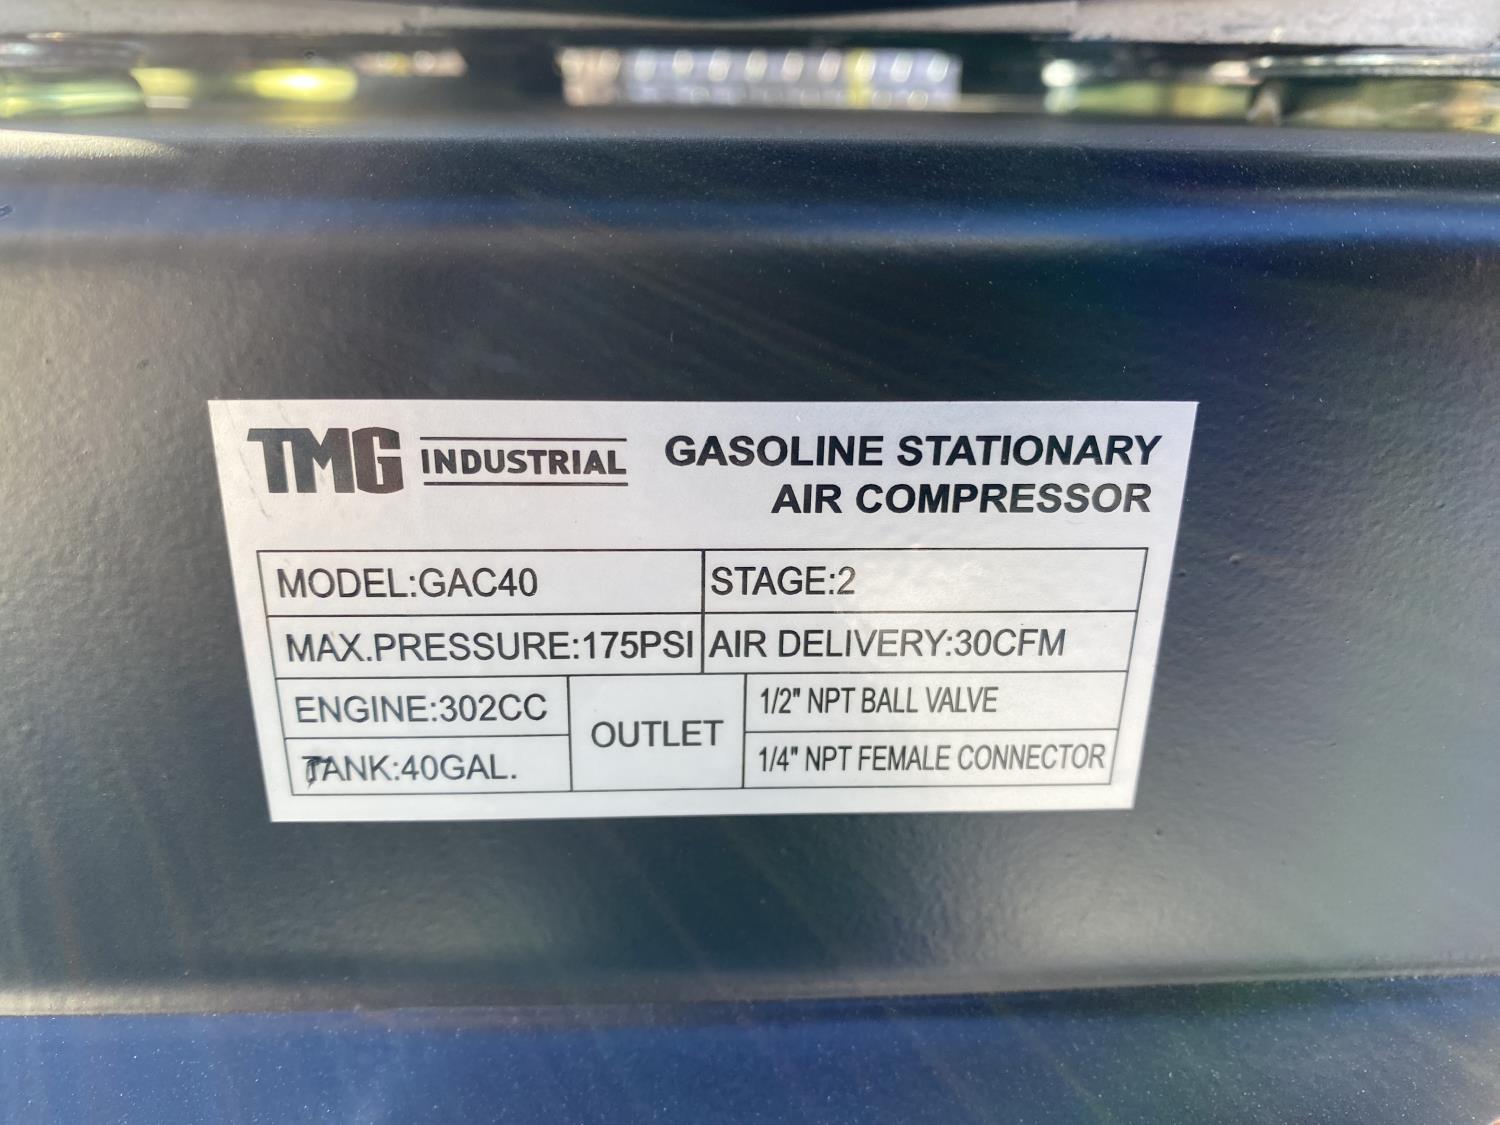 TMG INDUSTRIAL
GASOLINE STATIONARY
AIR COMPRESSOR
MODEL:GAC40
STAGE:2
MAX.PRESSURE:175PSI
AIR DELIVERY:30CFM
ENGINE:302CC
TANK:40GAL.
OUTLET
1/2" NPT BALL VALVE
1/4" NPT FEMALE CONNECTOR